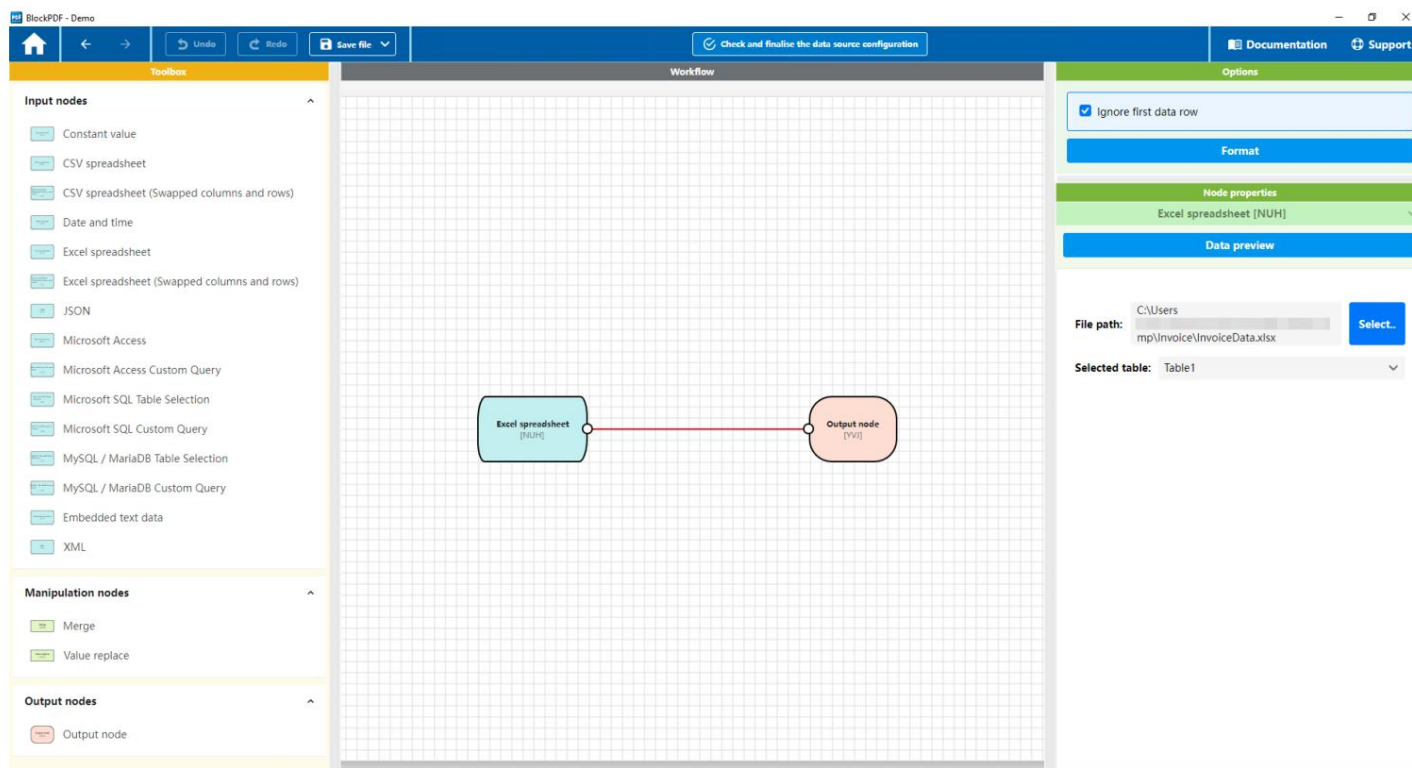 BlockPDF - Demo
Undo
Redo
Save file
Check and finalise the data source configuration
Documentation
Support
Toolbox
Workflow
Options
Input nodes
Constant value
CSV spreadsheet
CSV spreadsheet (Swapped columns and rows)
Date and time
Excel spreadsheet
Excel spreadsheet (Swapped columns and rows)
JSON
Microsoft Access
Microsoft Access Custom Query
Microsoft SQL Table Selection
Microsoft SQL Custom Query
MySQL / MariaDB Table Selection
MySQL / MariaDB Custom Query
Embedded text data
XML
Manipulation nodes
Merge
Value replace
Output nodes
Output node
Excel spreadsheet
[NUH]
Output node
[YVJ]
Ignore first data row
Format
Node properties
Excel spreadsheet [NUH]
Data preview
File path:
C:\Users
mp\Invoice\InvoiceData.xlsx
Select..
Selected table: Table1